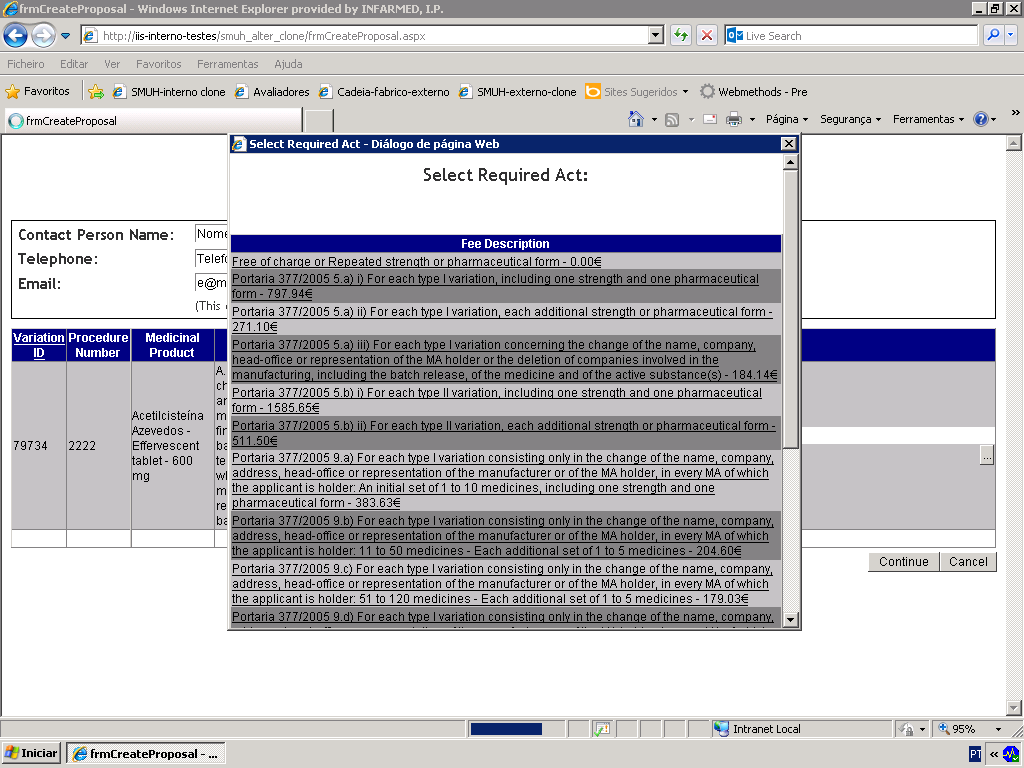 frmCreateProposal - Windows Internet Explorer provided by INFARMED, I.P.
http://iis-interno-testes/smuh_alter_clone/frmCreateProposal.aspx
Live Search
Ficheiro Editar Ver Favoritos Ferramentas Ajuda
Favoritos SMUH-interno clone Avaliadores Cadeia-fabrico-externo SMUH-externo-clone Sites Sugeridos Webmethods - Pre
frmCreateProposal
Página Segurança Ferramentas »
Select Required Act - Diálogo de página Web
Select Required Act:
Contact Person Name: Nome
Telephone: Telef
Email: e@m
(This
Fee Description
Free of charge or Repeated strength or pharmaceutical form - 0.00€
Portaria 377/2005 5.a) i) For each type I variation, including one strength and one pharmaceutical
form - 797.94€
Portaria 377/2005 5.a) ii) For each type I variation, each additional strength or pharmaceutical form -
271.10€
Portaria 377/2005 5.a) iii) For each type I variation concerning the change of the name, company,
head-office or representation of the MA holder or the deletion of companies involved in the
manufacturing, including the batch release, of the medicine and of the active substance(s) - 184.14€
Portaria 377/2005 5.b) i) For each type II variation, including one strength and one pharmaceutical
form - 1585.65€
Portaria 377/2005 5.b) ii) For each type II variation, each additional strength or pharmaceutical form -
511.50€
Portaria 377/2005 9.a) For each type I variation consisting only in the change of the name, company,
address, head-office or representation of the manufacturer or of the MA holder, in every MA of which
the applicant is holder: An initial set of 1 to 10 medicines, including one strength and one
pharmaceutical form - 383.63€
Portaria 377/2005 9.b) For each type I variation consisting only in the change of the name, company,
address, head-office or representation of the manufacturer or of the MA holder, in every MA of which
the applicant is holder: 11 to 50 medicines - Each additional set of 1 to 5 medicines - 204.60€
Portaria 377/2005 9.c) For each type I variation consisting only in the change of the name, company,
address, head-office or representation of the manufacturer or of the MA holder, in every MA of which
the applicant is holder: 51 to 120 medicines - Each additional set of 1 to 5 medicines - 179.03€
Portaria 377/2005 9.d) For each type I variation consisting only in the change of the name, company,
Variation
ID
Procedure
Number
Medicinal
Product
79734
2222
Acetilcisteína
Azevedos -
Effervescent
tablet - 600
mg
A.
ch
ar
m
fin
ba
te
wh
m
re
ba
...
Continue Cancel
Intranet Local 95%
Iniciar frmCreateProposal - ... PT «